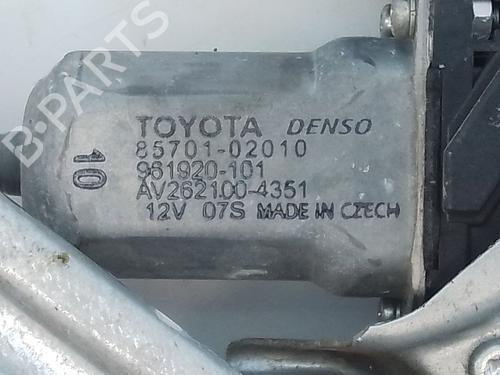 B-PARTS
TOYOTA DENSO
85701-02010
961920-101
AV262100-4351
12V 07S MADE IN CZECH
10